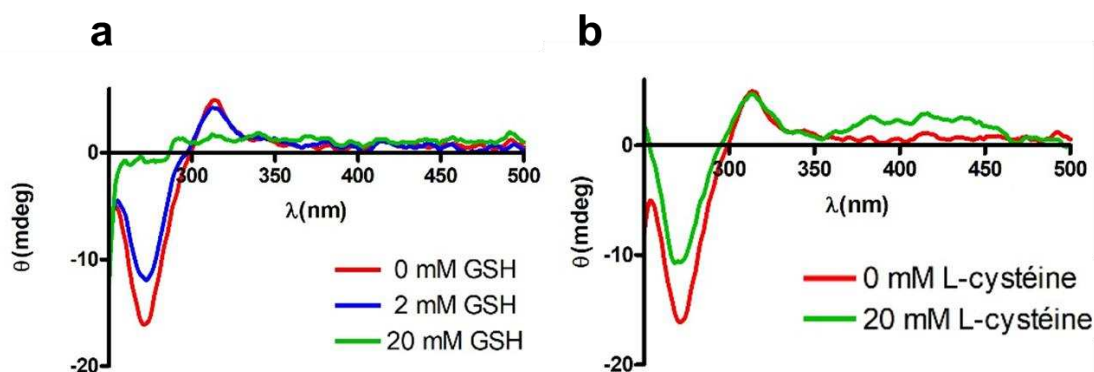 a
0
-10
-20
300
350
400
450
500
θ(mdeg)
λ(nm)
0 mM GSH
2 mM GSH
20 mM GSH
b
0
-10
-20
300
350
400
450
500
θ(mdeg)
λ(nm)
0 mM L-cystéine
20 mM L-cystéine